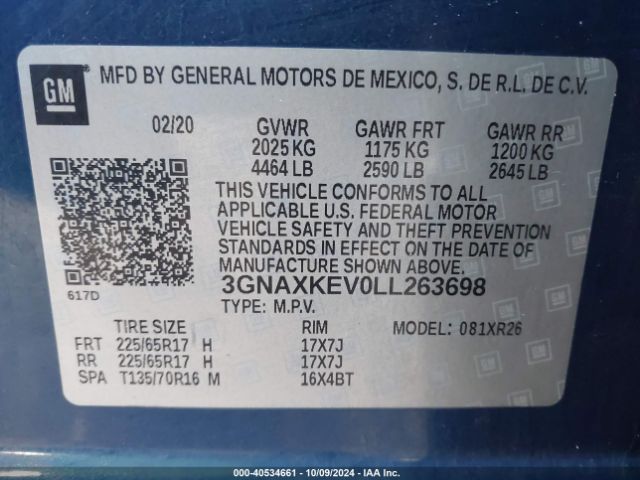 GM
MFD BY GENERAL MOTORS DE MEXICO, S. DE R.L. DE C.V.
02/20 GVWR GAWR FRT GAWR RR
2025 KG 1175 KG 1200 KG
4464 LB 2590 LB 2645 LB
THIS VEHICLE CONFORMS TO ALL
APPLICABLE U.S. FEDERAL MOTOR
VEHICLE SAFETY AND THEFT PREVENTION
STANDARDS IN EFFECT ON THE DATE OF
MANUFACTURE SHOWN ABOVE.
617D
3GNAXKEV0LL263698
TYPE: M.P.V.
TIRE SIZE RIM MODEL: 081XR26
FRT 225/65R17 H 17X7J
RR 225/65R17 H 17X7J
SPA T135/70R16 M 16X4BT
000-40534661 - 10/09/2024 - IAA Inc.